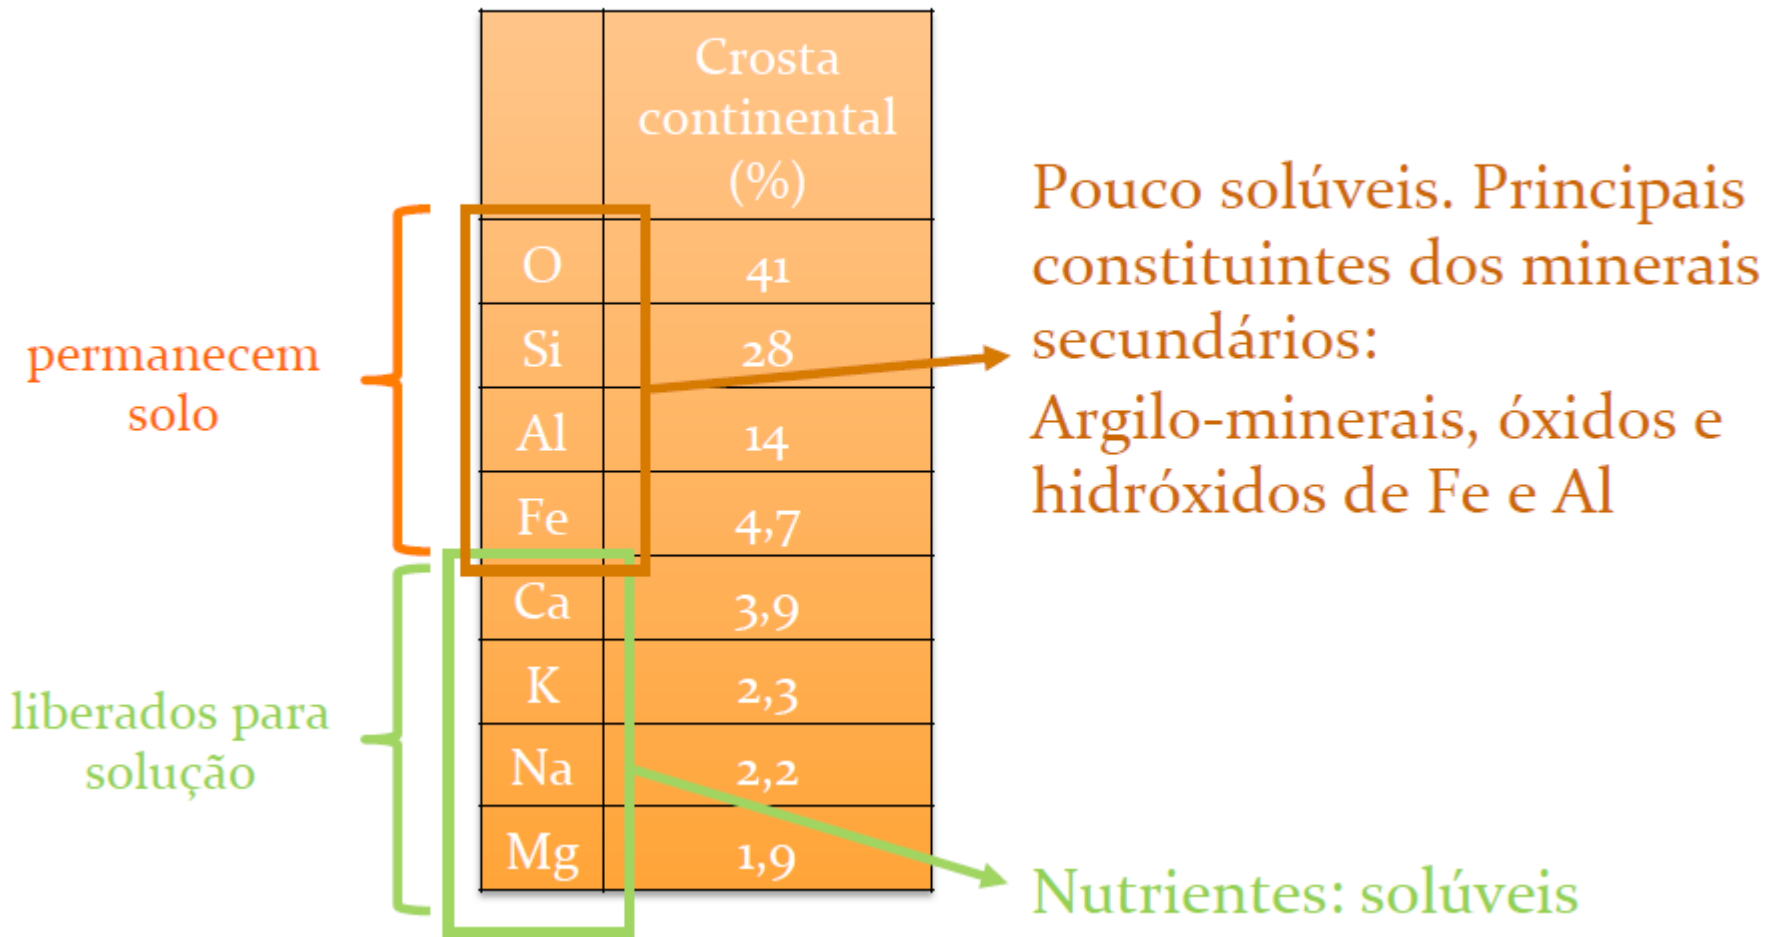 Crosta
continental
(%)
O 41
Si 28
Al 14
Fe 4,7
Ca 3,9
K 2,3
Na 2,2
Mg 1,9
permanecem
solo
liberados para
solução
Pouco solúveis. Principais
constituintes dos minerais
secundários:
Argilo-minerais, óxidos e
hidróxidos de Fe e Al
Nutrientes: solúveis